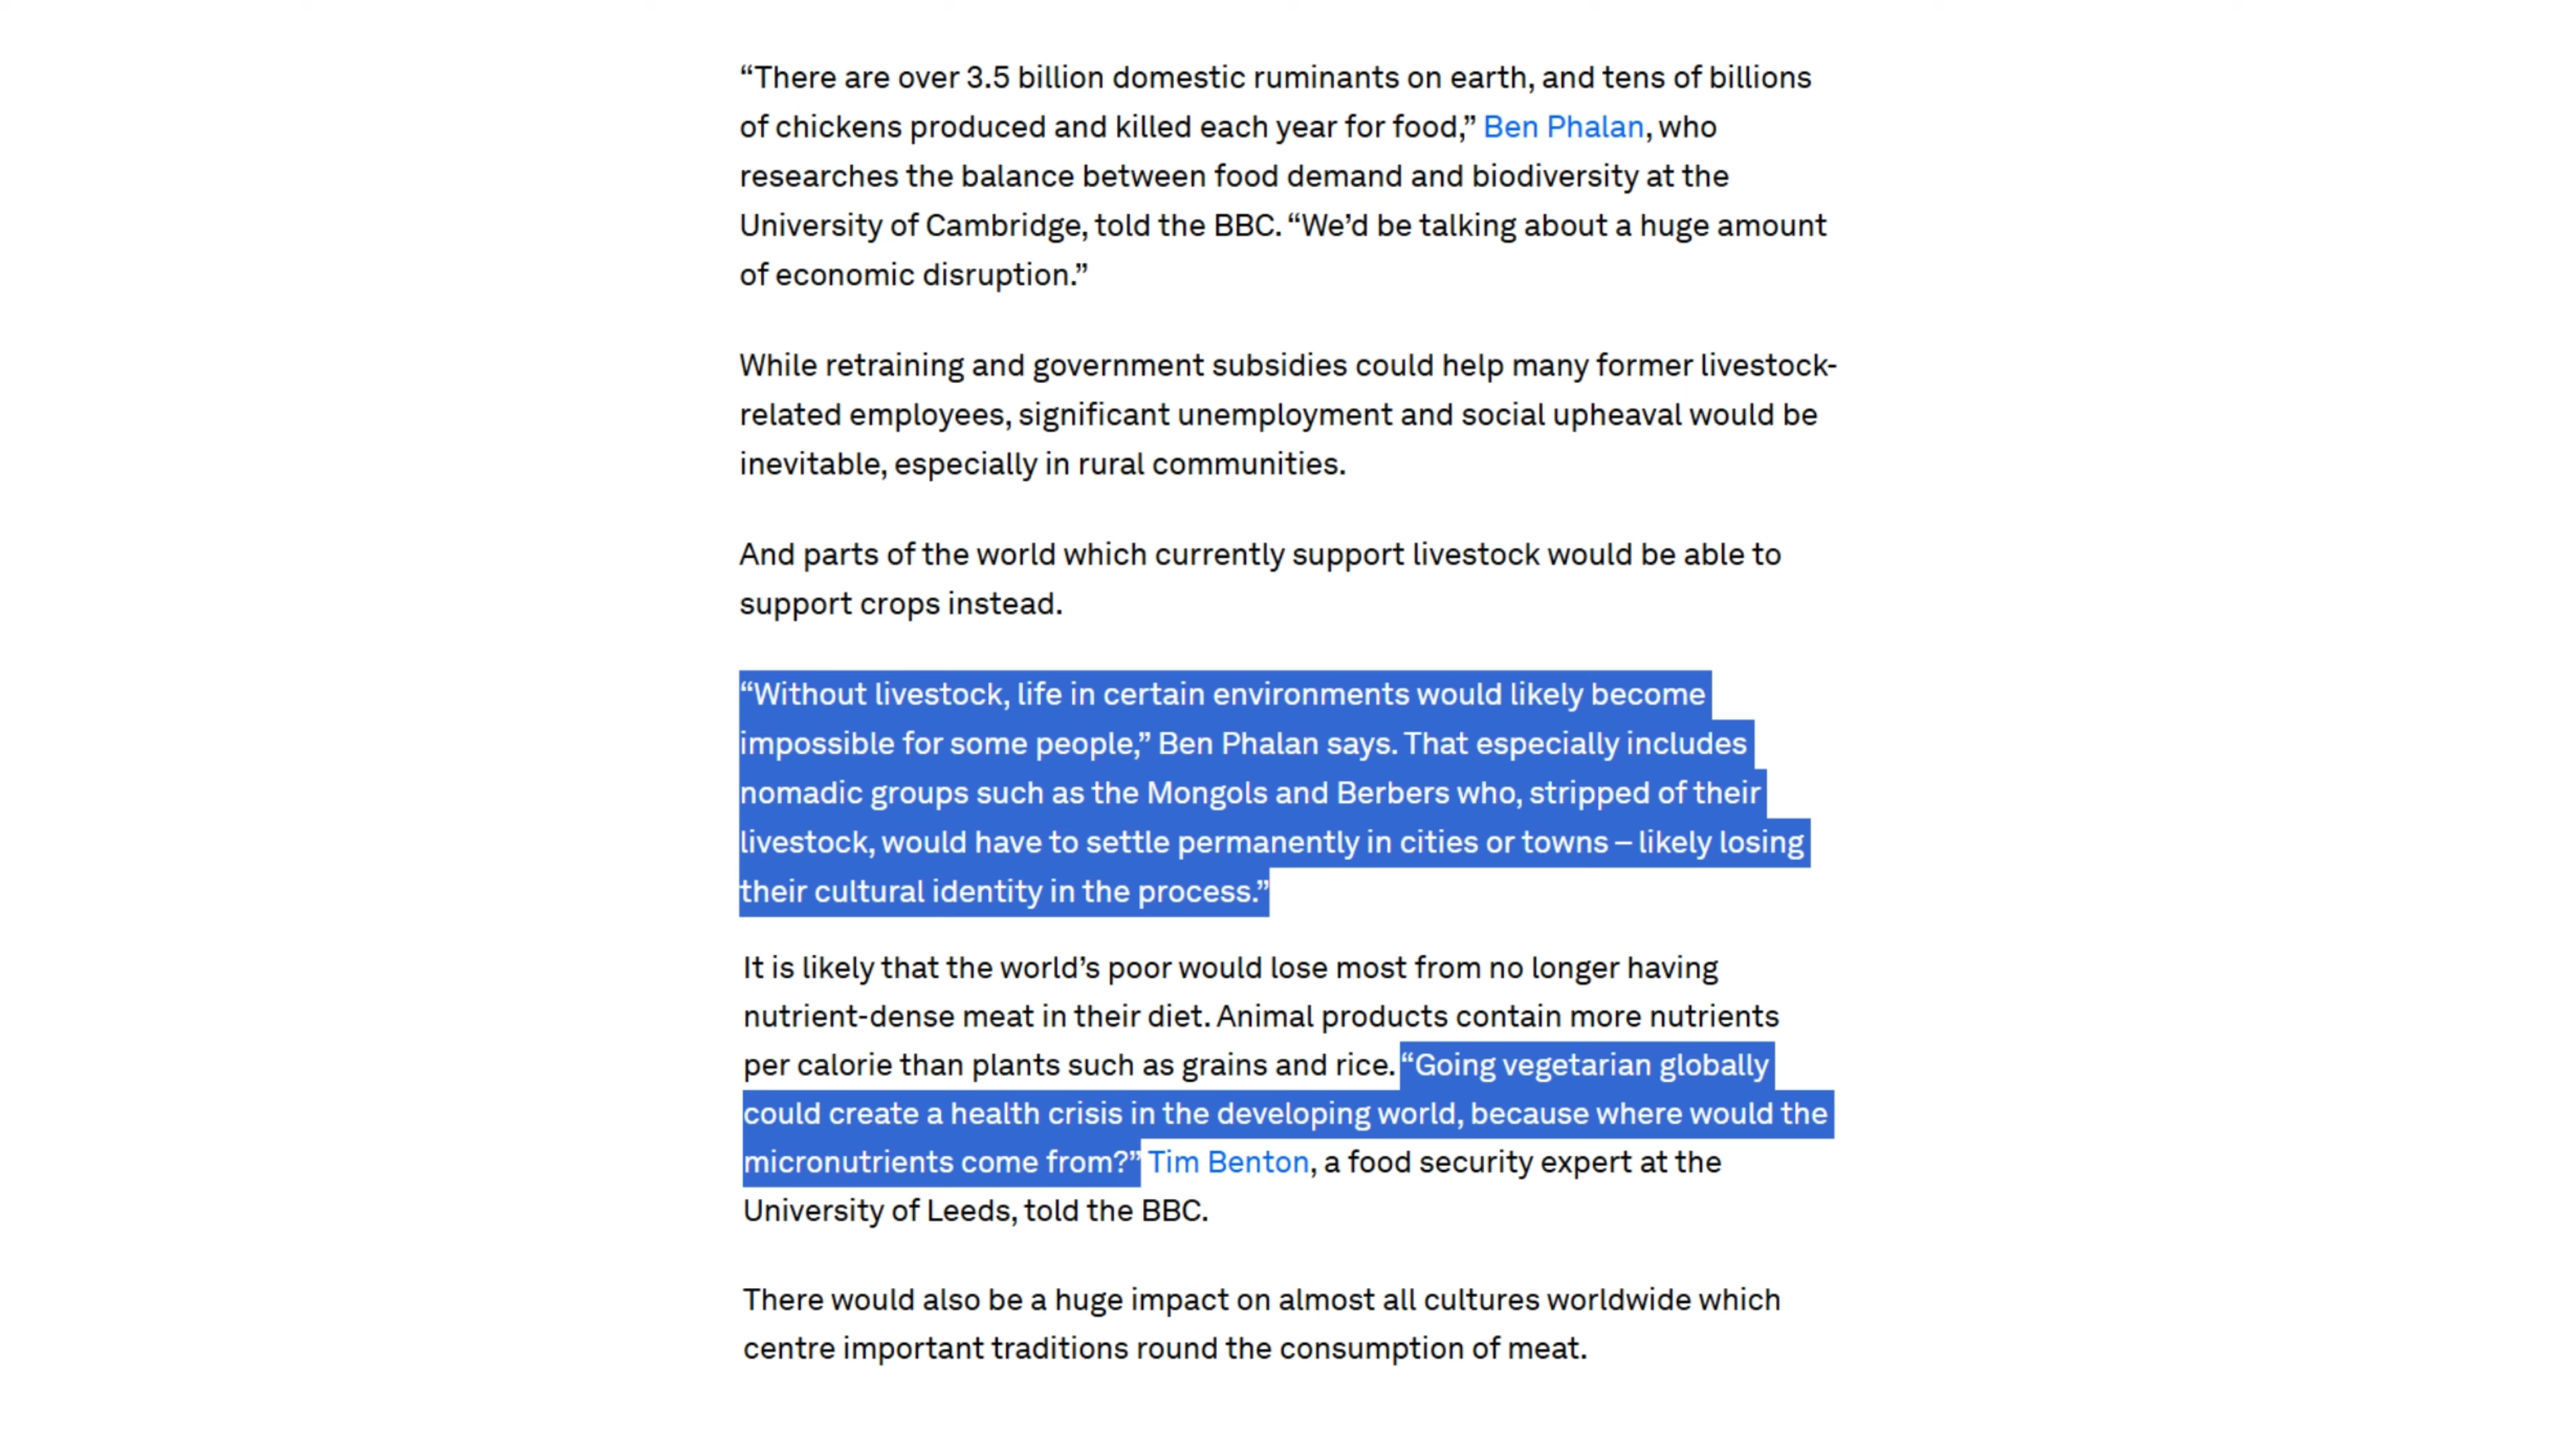 “There are over 3.5 billion domestic ruminants on earth, and tens of billions
of chickens produced and killed each year for food,” Ben Phalan, who
researches the balance between food demand and biodiversity at the
University of Cambridge, told the BBC. “We’d be talking about a huge amount
of economic disruption.”
While retraining and government subsidies could help many former livestock-
related employees, significant unemployment and social upheaval would be
inevitable, especially in rural communities.
And parts of the world which currently support livestock would be able to
support crops instead.
“Without livestock, life in certain environments would likely become
impossible for some people,” Ben Phalan says. That especially includes
nomadic groups such as the Mongols and Berbers who, stripped of their
livestock, would have to settle permanently in cities or towns – likely losing
their cultural identity in the process.”
It is likely that the world’s poor would lose most from no longer having
nutrient-dense meat in their diet. Animal products contain more nutrients
per calorie than plants such as grains and rice. “Going vegetarian globally
could create a health crisis in the developing world, because where would the
micronutrients come from?” Tim Benton, a food security expert at the
University of Leeds, told the BBC.
There would also be a huge impact on almost all cultures worldwide which
centre important traditions round the consumption of meat.